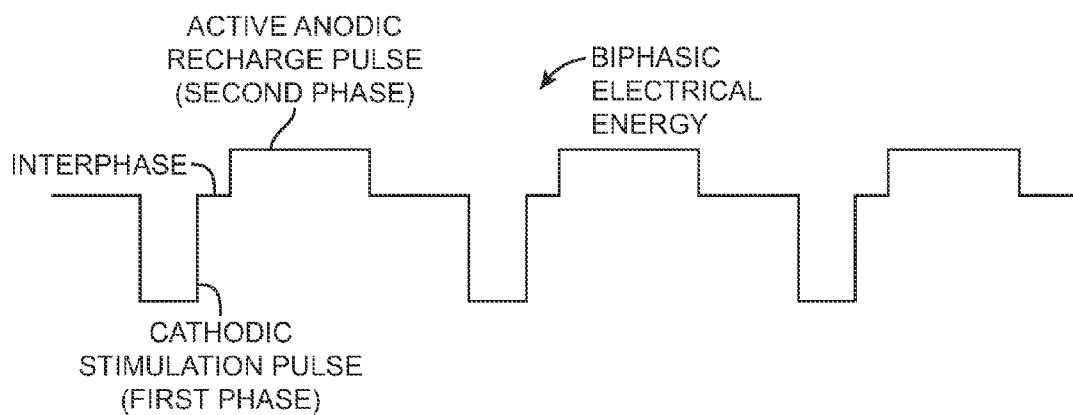 ACTIVE ANODIC
RECHARGE PULSE
(SECOND PHASE)
BIPHASIC
ELECTRICAL
ENERGY
INTERPHASE
CATHODIC
STIMULATION PULSE
(FIRST PHASE)